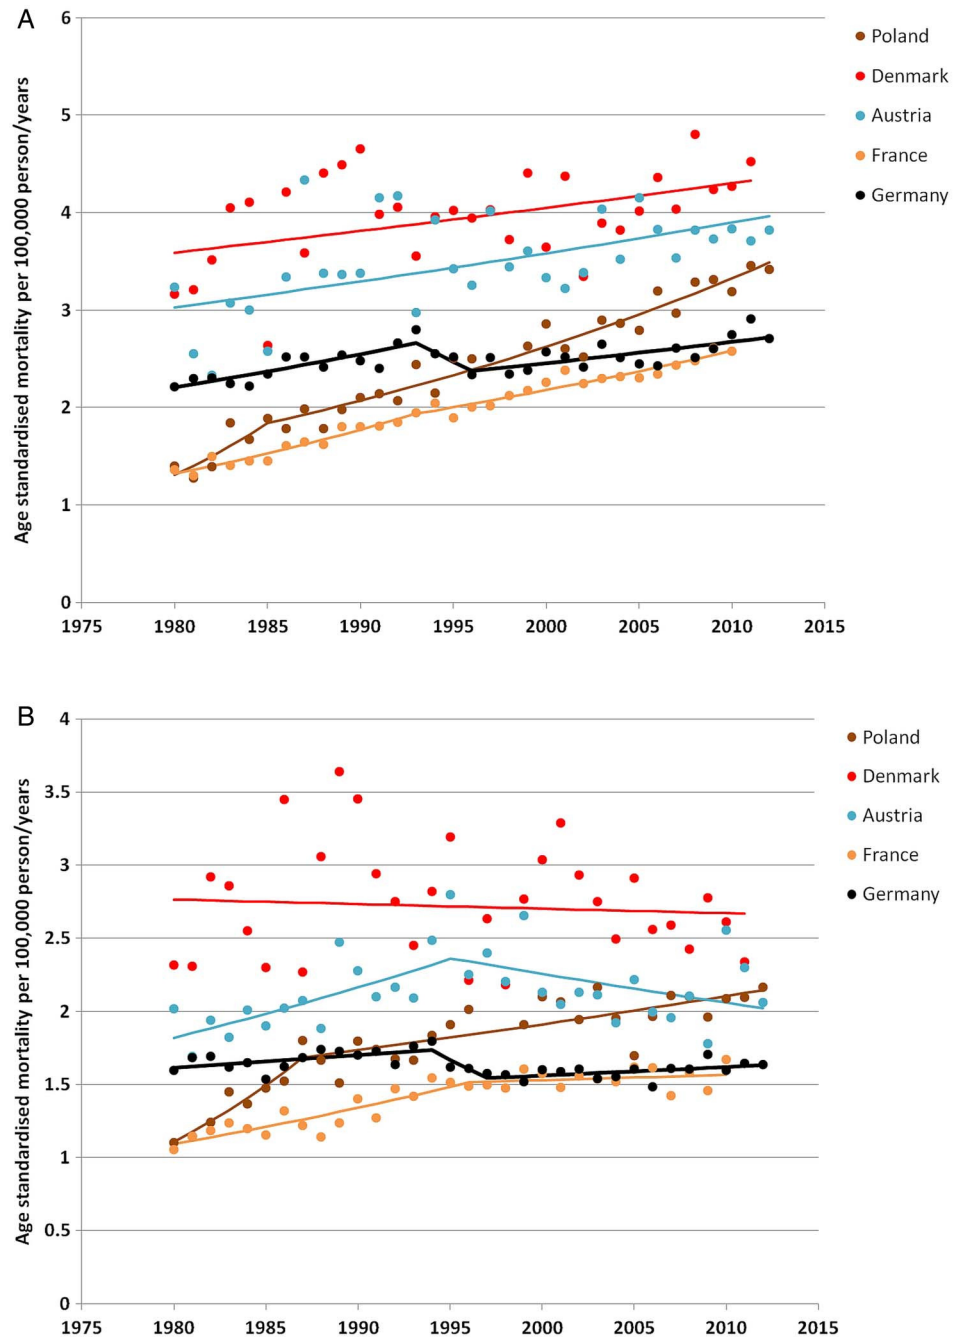 A
6
5
4
3
2
1
0
Age standardised mortality per 100,000 person/years
1975 1980 1985 1990 1995 2000 2005 2010 2015
Poland
Denmark
Austria
France
Germany
B
4
3.5
3
2.5
2
1.5
1
0.5
0
Age standardised mortality per 100,000 person/years
1975 1980 1985 1990 1995 2000 2005 2010 2015
Poland
Denmark
Austria
France
Germany